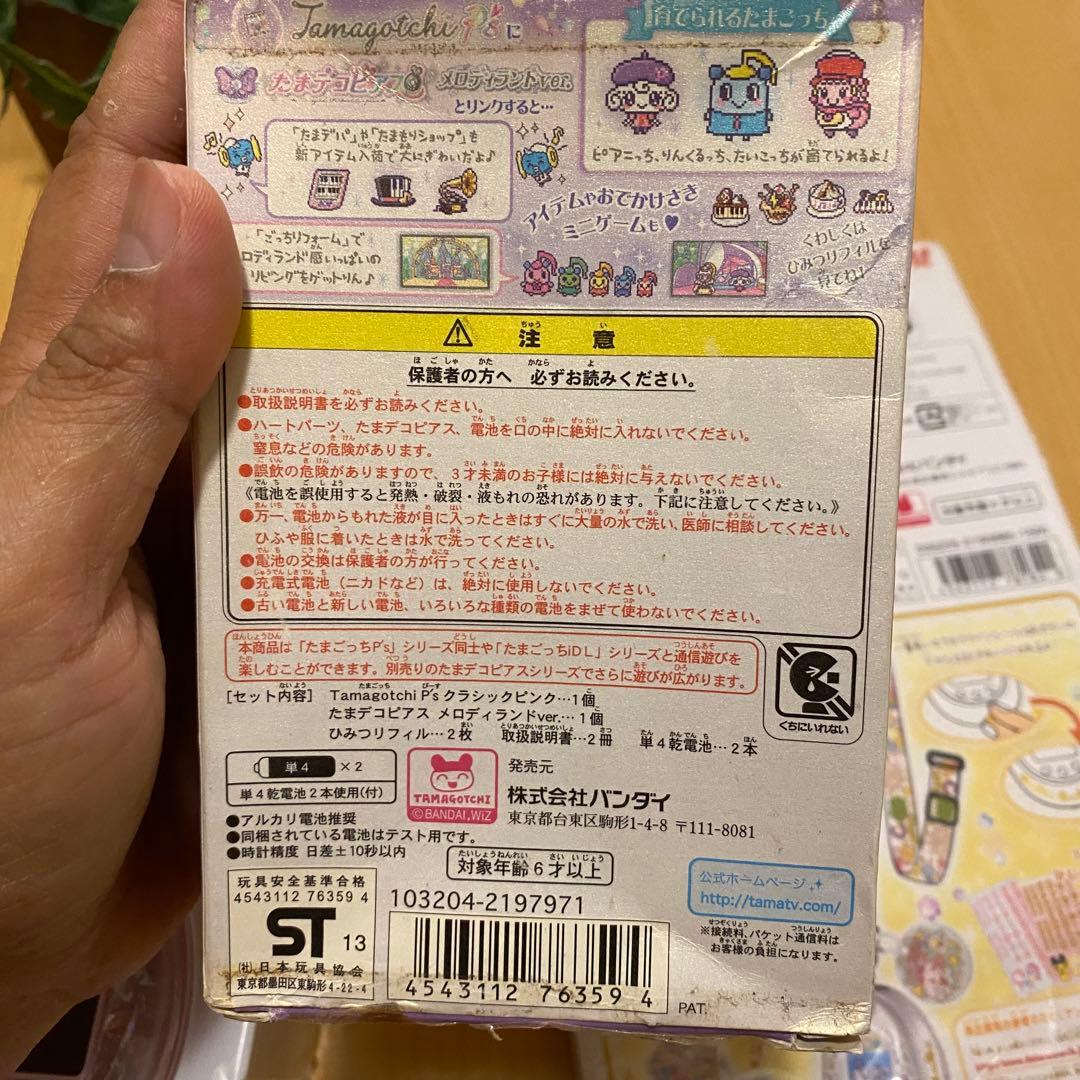 Tamagotchi P'sに
たまデコピアス メロディランドver.
とリンクすると…
「たまデパ」や「たまもりショップ」も
新アイテム入荷で大にぎわいだよ♪
「ごっちリフォーム」で
ロディランド感いっぱいの
リビングをゲットりん♪
育てられるたまごっち
ピアニっち、りんくるっち、たいこっちが育てられるよ!
アイテムやおでかけさき
ミニゲームも♥
くわしくは
ひみつリフィルを
育てね!
⚠ 注意
保護者の方へ 必ずお読みください。
●取扱説明書を必ずお読みください。
●ハートパーツ、たまデコピアス、電池を口の中に絶対に入れないでください。
窒息などの危険があります。
●誤飲の危険がありますので、3才未満のお子様には絶対に与えないでください。
《電池を誤使用すると発熱・破裂・液もれの恐れがあります。下記に注意してください。》
●万一、電池からもれた液が目に入ったときはすぐに大量の水で洗い、医師に相談してください。
ひふや服に着いたときは水で洗ってください。
●電池の交換は保護者の方が行ってください。
●充電式電池（ニカドなど）は、絶対に使用しないでください。
●古い電池と新しい電池、いろいろな種類の電池をまぜて使わないでください。
本商品は「たまごっちP's」シリーズ同士や「たまごっちiDL」シリーズと通信遊びを
楽しむことができます。別売りのたまデコピアスシリーズでさらに遊びが広がります。
くちにいれない
[セット内容] Tamagotchi P's クラシックピンク…1個
たまデコピアス メロディランドver.…1個
ひみつリフィル…2枚 取扱説明書…2冊 単4乾電池…2本
単4 ×2
単4乾電池2本使用(付)
TAMAGOTCHI
©BANDAI,WiZ
発売元
株式会社バンダイ
東京都台東区駒形1-4-8 〒111-8081
●アルカリ電池推奨
●同梱されている電池はテスト用です。
●時計精度 日差±10秒以内
対象年齢6才以上
公式ホームページ
http://tamatv.com/
※接続料、パケット通信料は
お客様の負担になります。
玩具安全基準合格
4543112 76359 4
ST 13
(社)日本玩具協会
東京都墨田区東駒形4-22-4
103204-2197971
4543112 763594
PAT.
バンダイ